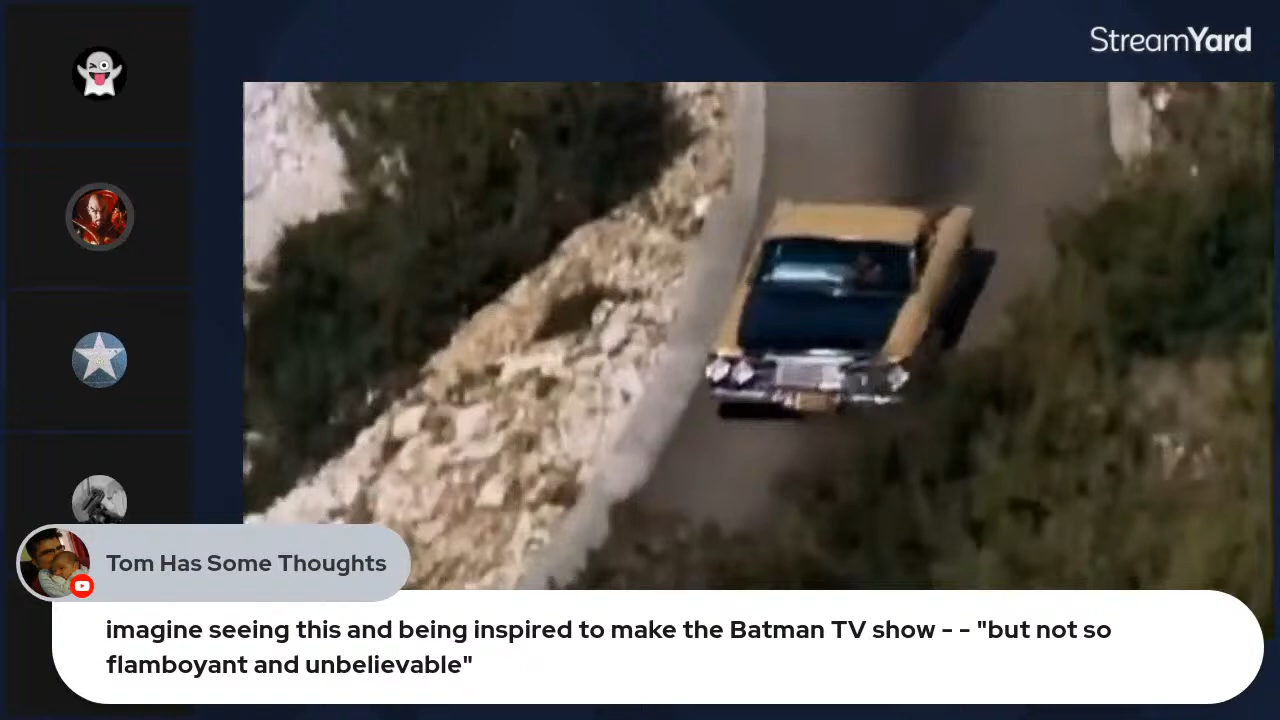 StreamYard
Tom Has Some Thoughts
imagine seeing this and being inspired to make the Batman TV show - - "but not so
flamboyant and unbelievable"